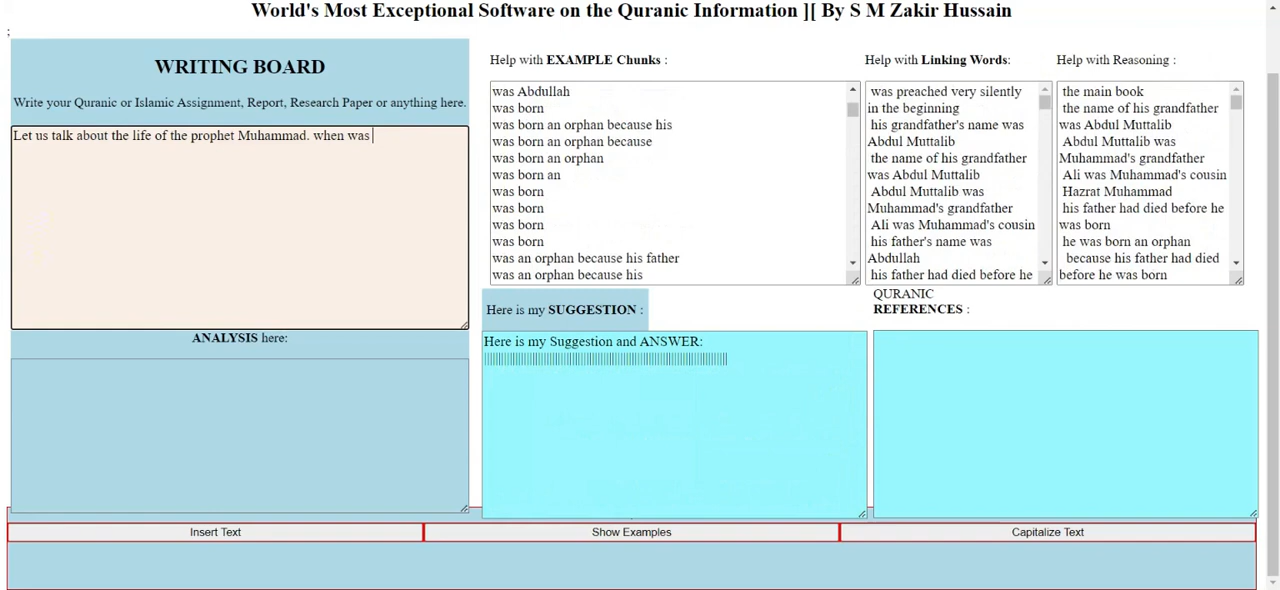 World's Most Exceptional Software on the Quranic Information ][ By S M Zakir Hussain
;
WRITING BOARD
Write your Quranic or Islamic Assignment, Report, Research Paper or anything here.
Let us talk about the life of the prophet Muhammad. when was
ANALYSIS here:
Help with EXAMPLE Chunks :
was Abdullah
was born
was born an orphan because his
was born an orphan because
was born an orphan
was born an
was born
was born
was born
was born
was an orphan because his father
was an orphan because his
Help with Linking Words:
was preached very silently
in the beginning
his grandfather's name was
Abdul Muttalib
the name of his grandfather
was Abdul Muttalib
Abdul Muttalib was
Muhammad's grandfather
Ali was Muhammad's cousin
his father's name was
Abdullah
his father had died before he
Help with Reasoning :
the main book
the name of his grandfather
was Abdul Muttalib
Abdul Muttalib was
Muhammad's grandfather
Ali was Muhammad's cousin
Hazrat Muhammad
his father had died before he
was born
he was born an orphan
because his father had died
before he was born
Here is my SUGGESTION :
Here is my Suggestion and ANSWER:
QURANIC
REFERENCES :
Insert Text
Show Examples
Capitalize Text